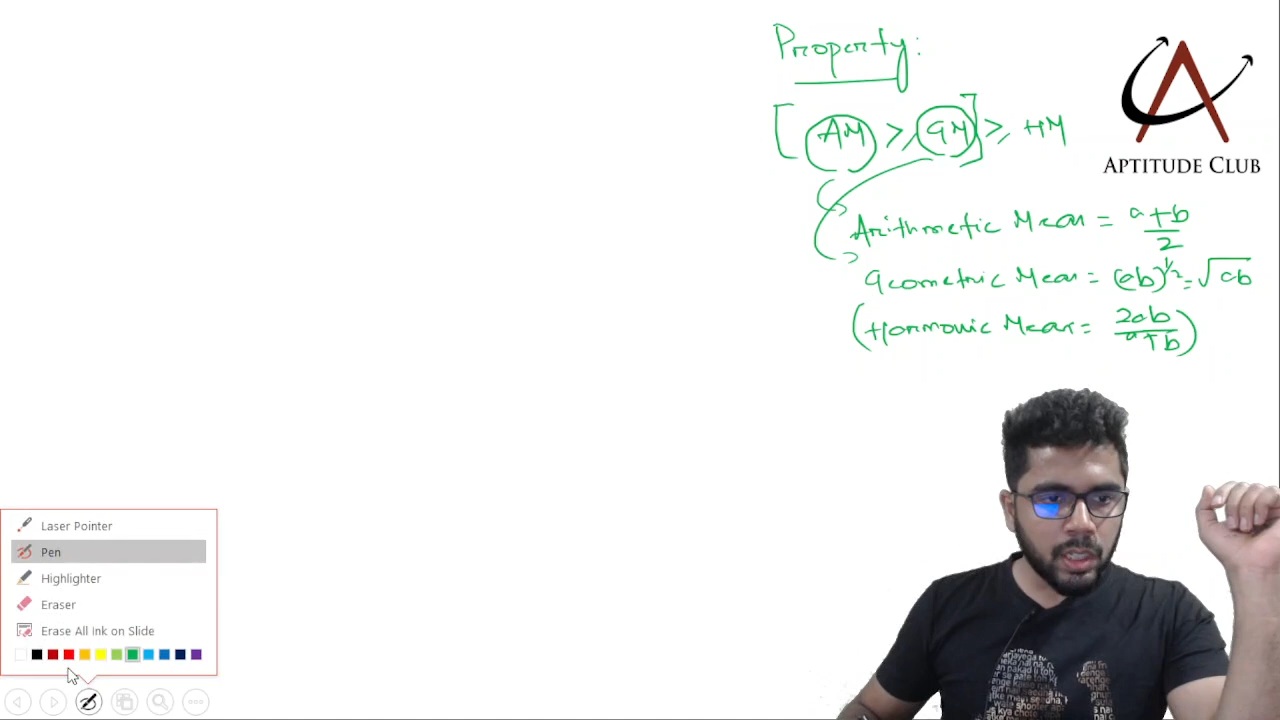 Property:
[AM ≥ GM] ≥ HM
APTITUDE CLUB
Arithmetic Mean = a+b/2
Geometric Mean = (ab)^1/2 = √ab
(Harmonic Mean = 2ab/a+b)
Laser Pointer
Pen
Highlighter
Eraser
Erase All Ink on Slide